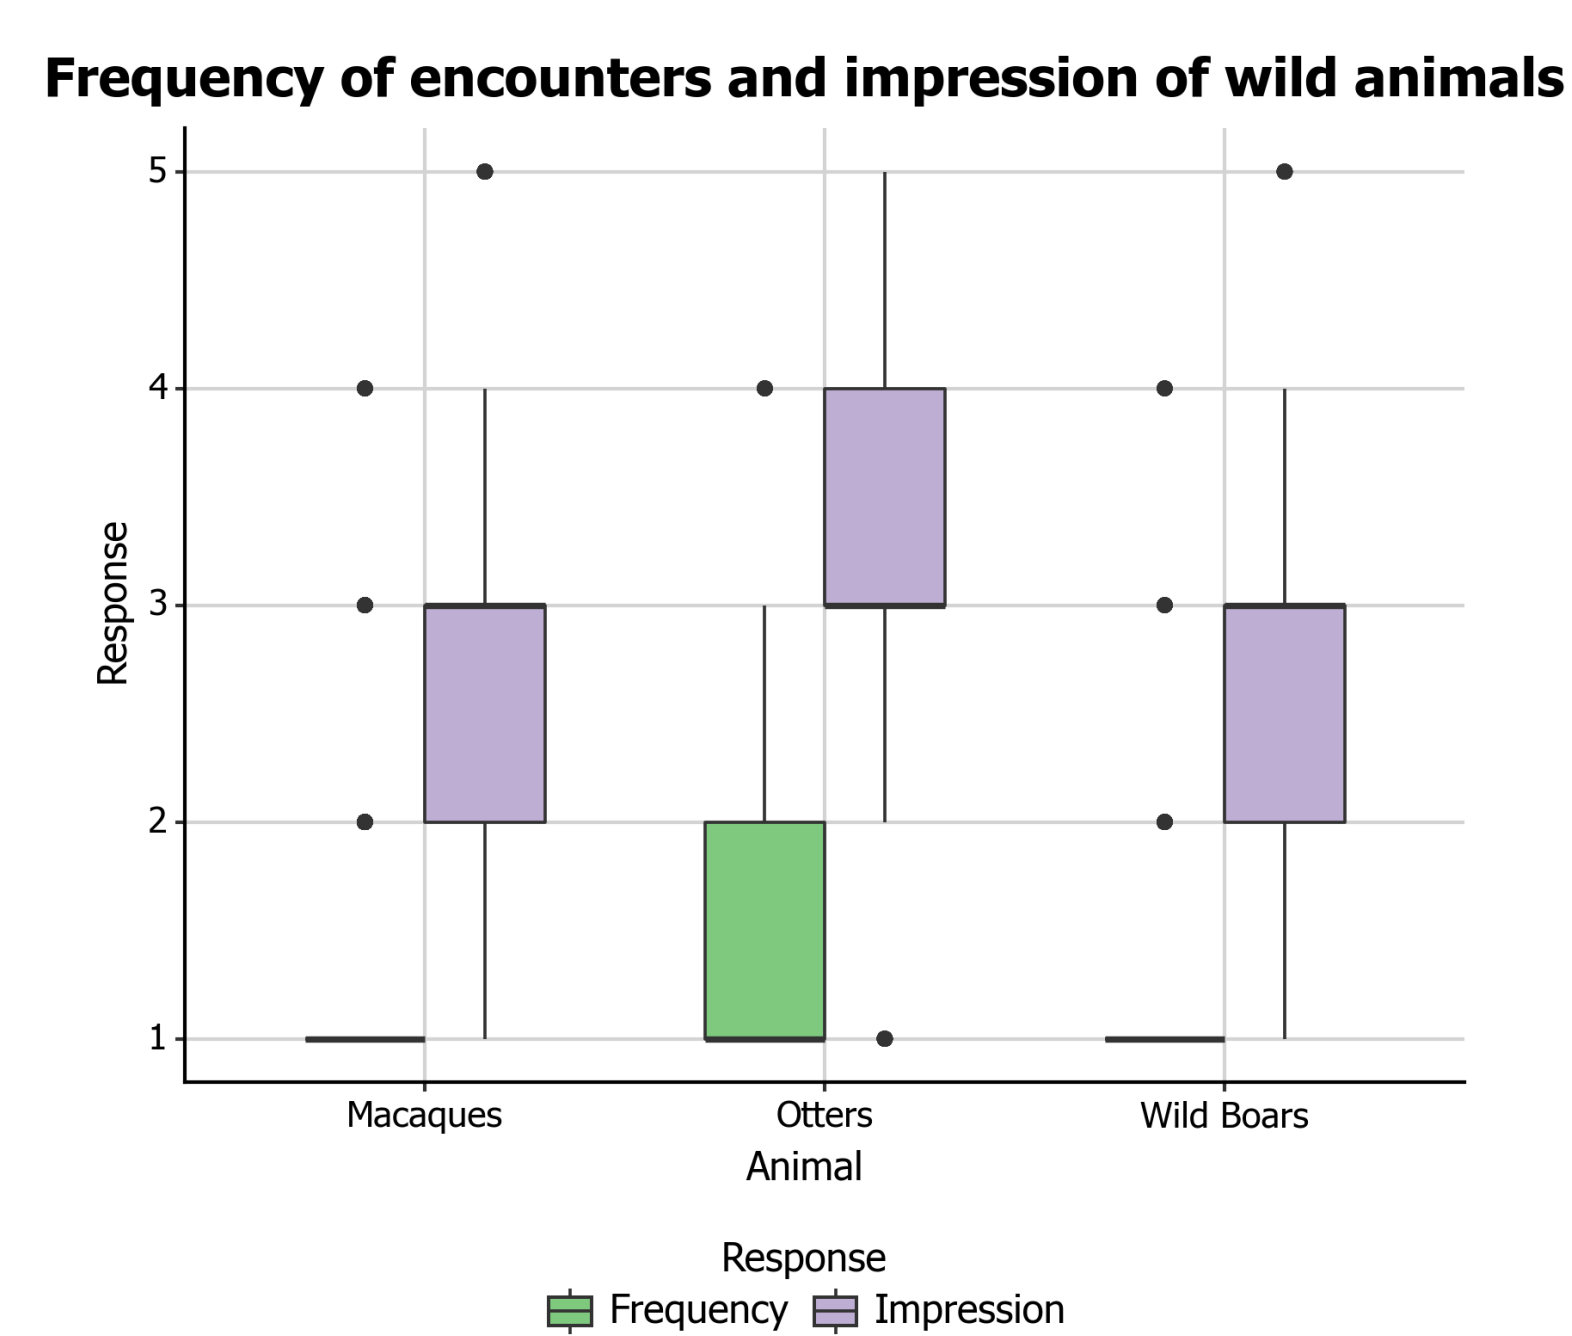 Frequency of encounters and impression of wild animals
5
4
3
2
1
Response
Macaques Otters Wild Boars
Animal
Response
Frequency Impression